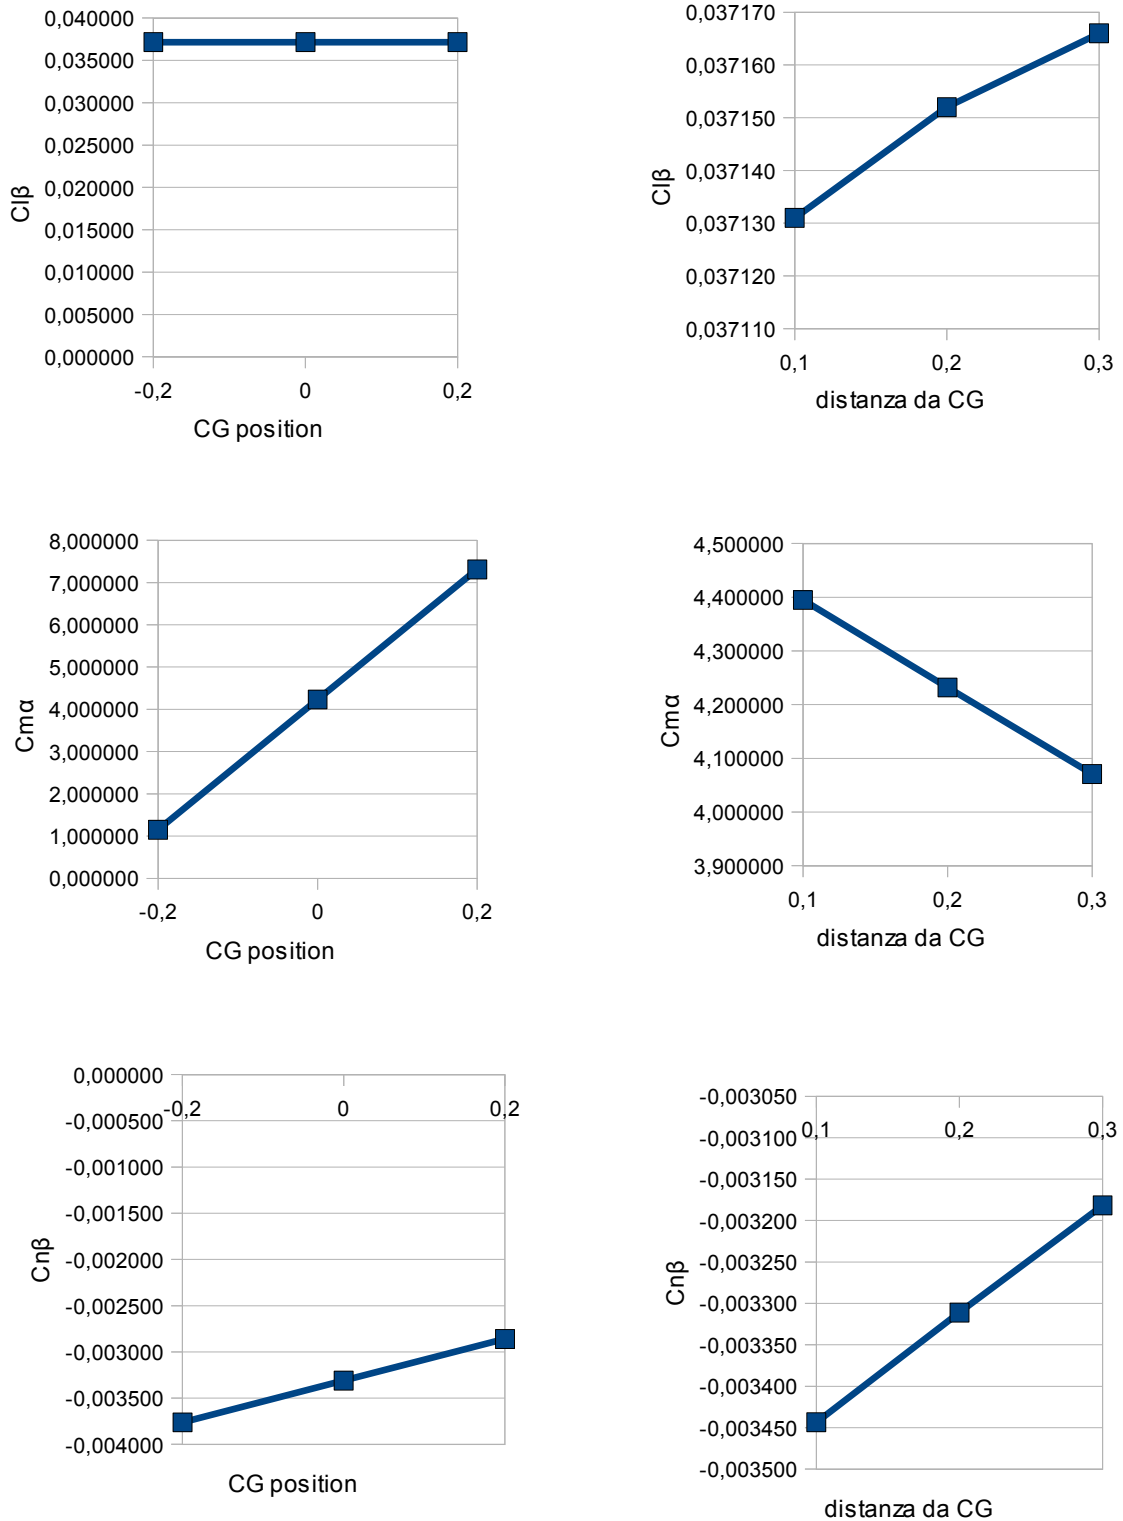 0,040000
0,035000
0,030000
0,025000
0,020000
0,015000
0,010000
0,005000
0,000000
Clβ
-0,2 0 0,2
CG position
0,037170
0,037160
0,037150
0,037140
0,037130
0,037120
0,037110
Clβ
0,1 0,2 0,3
distanza da CG
8,000000
7,000000
6,000000
5,000000
4,000000
3,000000
2,000000
1,000000
0,000000
Cmα
-0,2 0 0,2
CG position
4,500000
4,400000
4,300000
4,200000
4,100000
4,000000
3,900000
Cmα
0,1 0,2 0,3
distanza da CG
0,000000
-0,2 0 0,2
-0,000500
-0,001000
-0,001500
-0,002000
-0,002500
-0,003000
-0,003500
-0,004000
Cnβ
CG position
-0,003050
0,1 0,2 0,3
-0,003100
-0,003150
-0,003200
-0,003250
-0,003300
-0,003350
-0,003400
-0,003450
-0,003500
Cnβ
distanza da CG